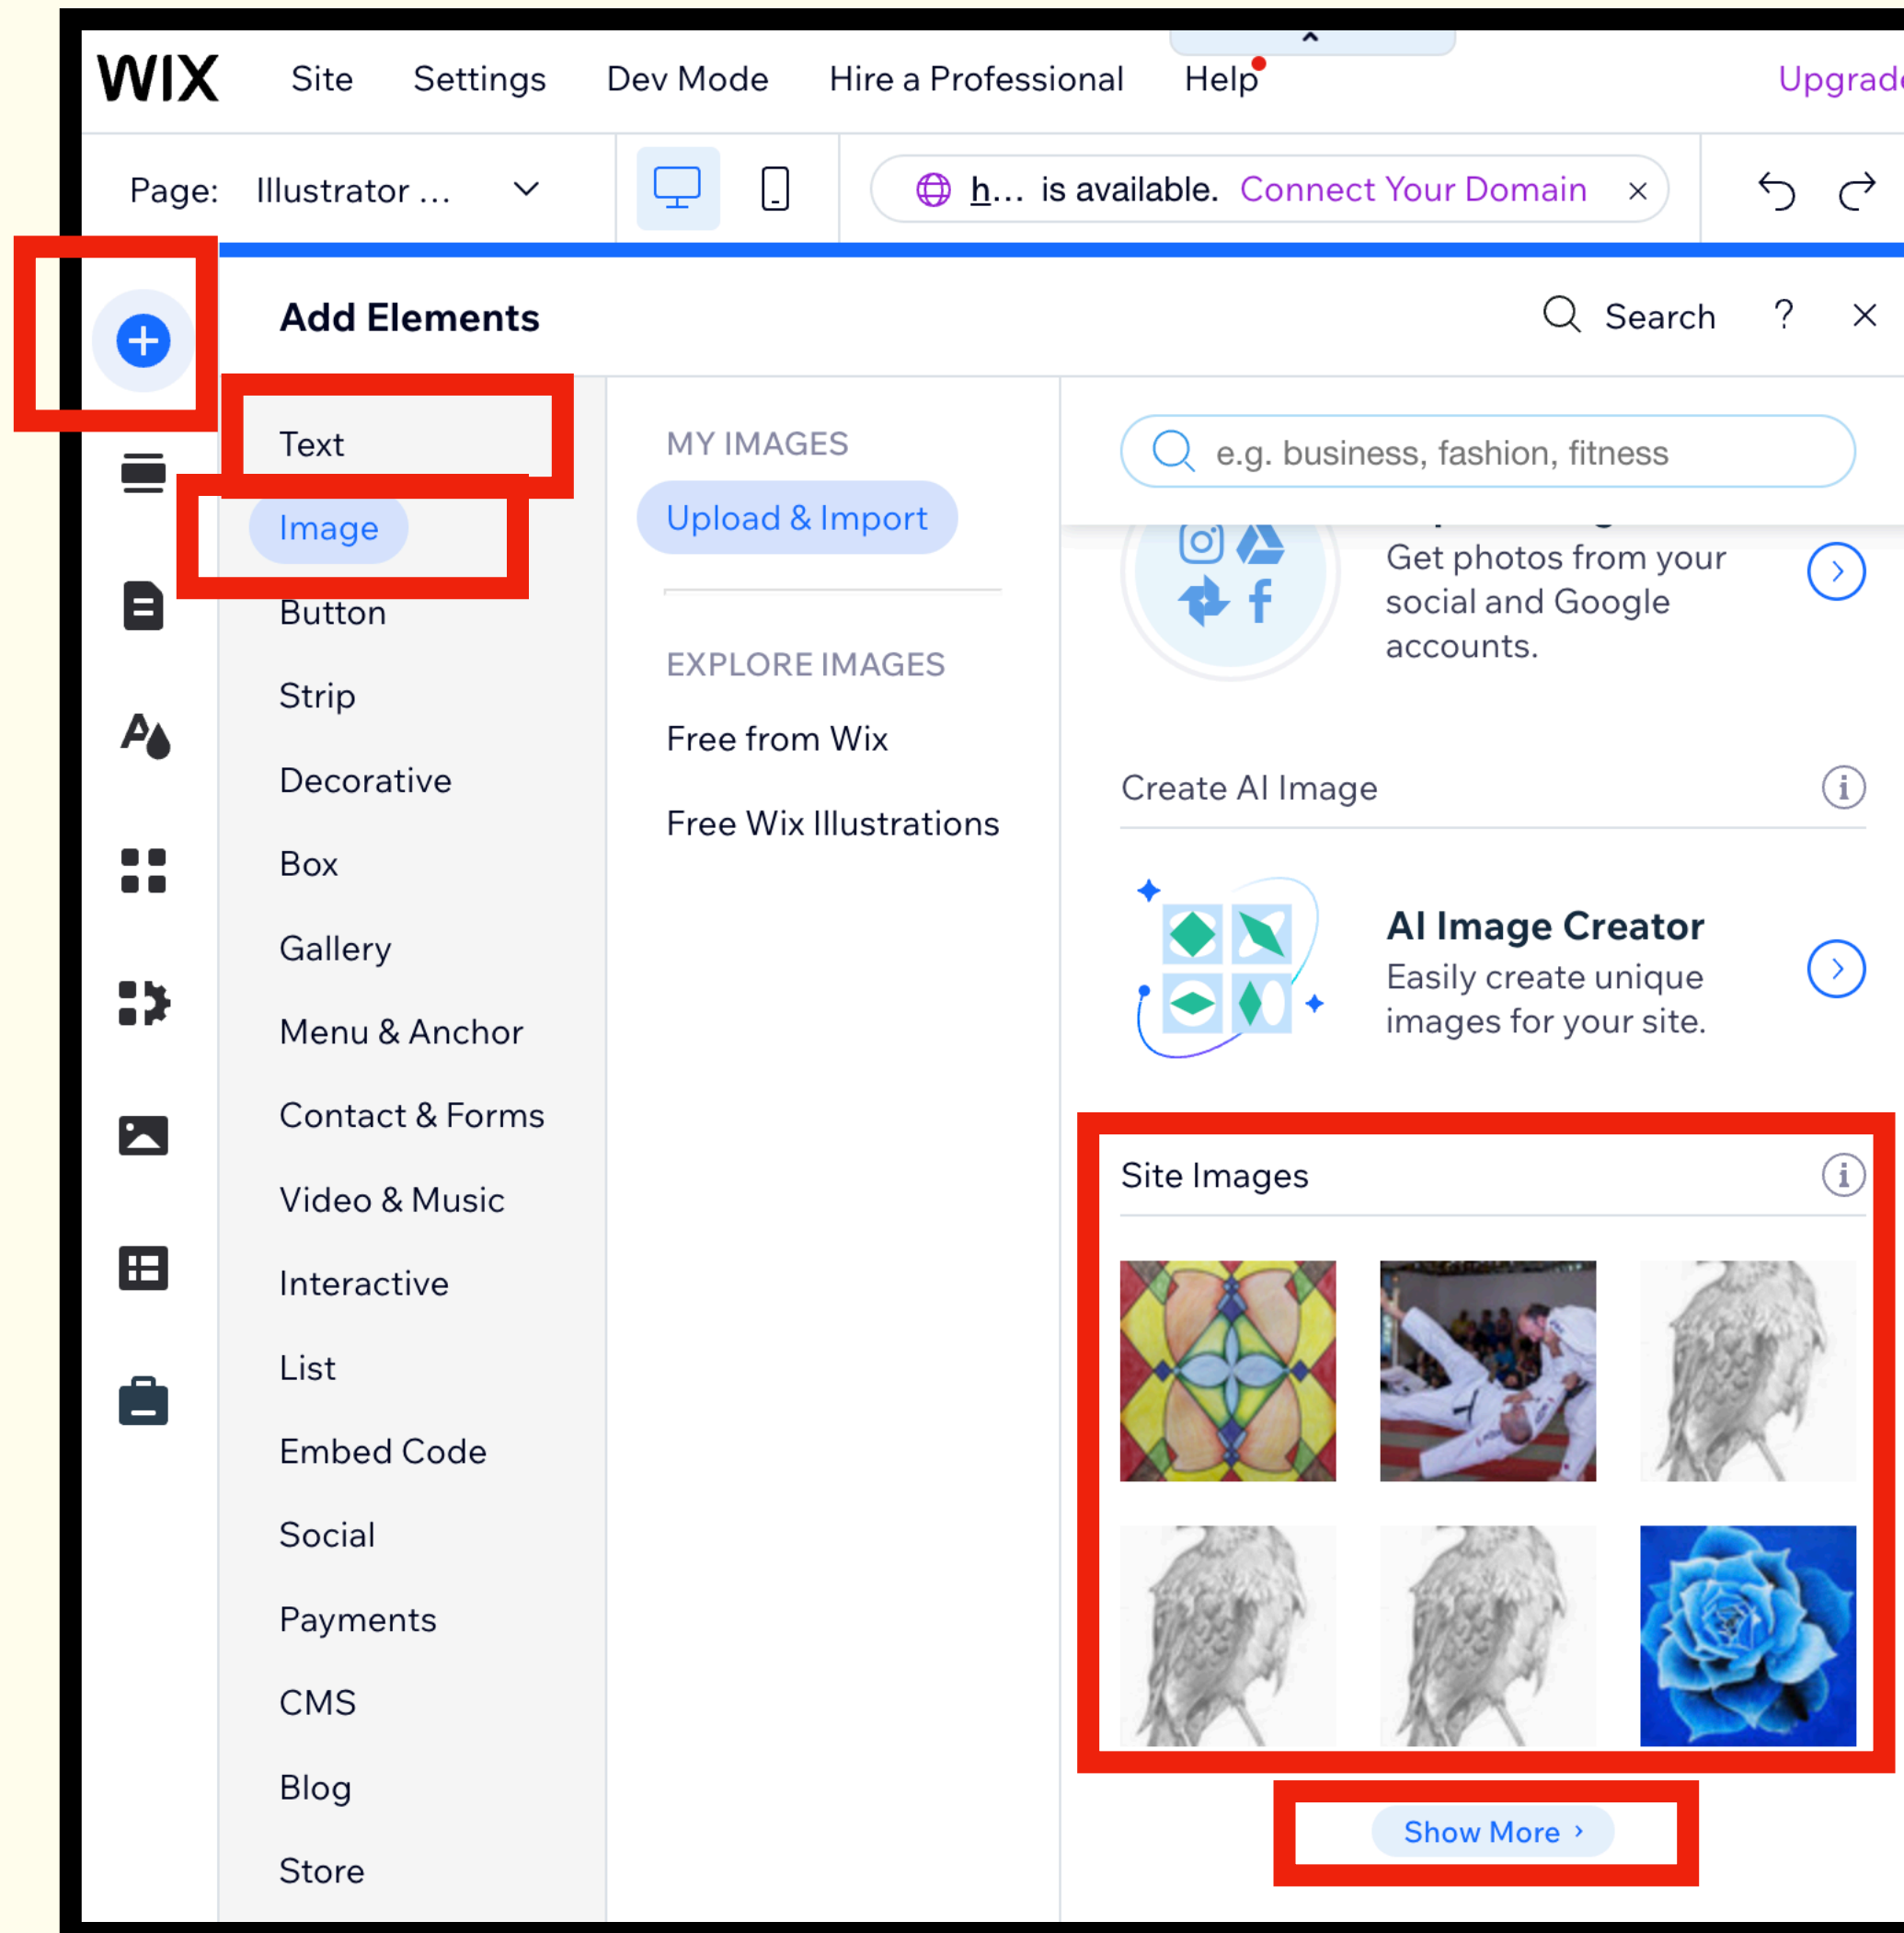 WIX Site Settings Dev Mode Hire a Professional Help Upgrade
Page: Illustrator ... h... is available. Connect Your Domain ×
Add Elements Search ? ×
Text
Image
Button
Strip
Decorative
Box
Gallery
Menu & Anchor
Contact & Forms
Video & Music
Interactive
List
Embed Code
Social
Payments
CMS
Blog
Store
MY IMAGES
Upload & Import
EXPLORE IMAGES
Free from Wix
Free Wix Illustrations
e.g. business, fashion, fitness
Get photos from your
social and Google
accounts.
Create AI Image
AI Image Creator
Easily create unique
images for your site.
Site Images
Show More ›